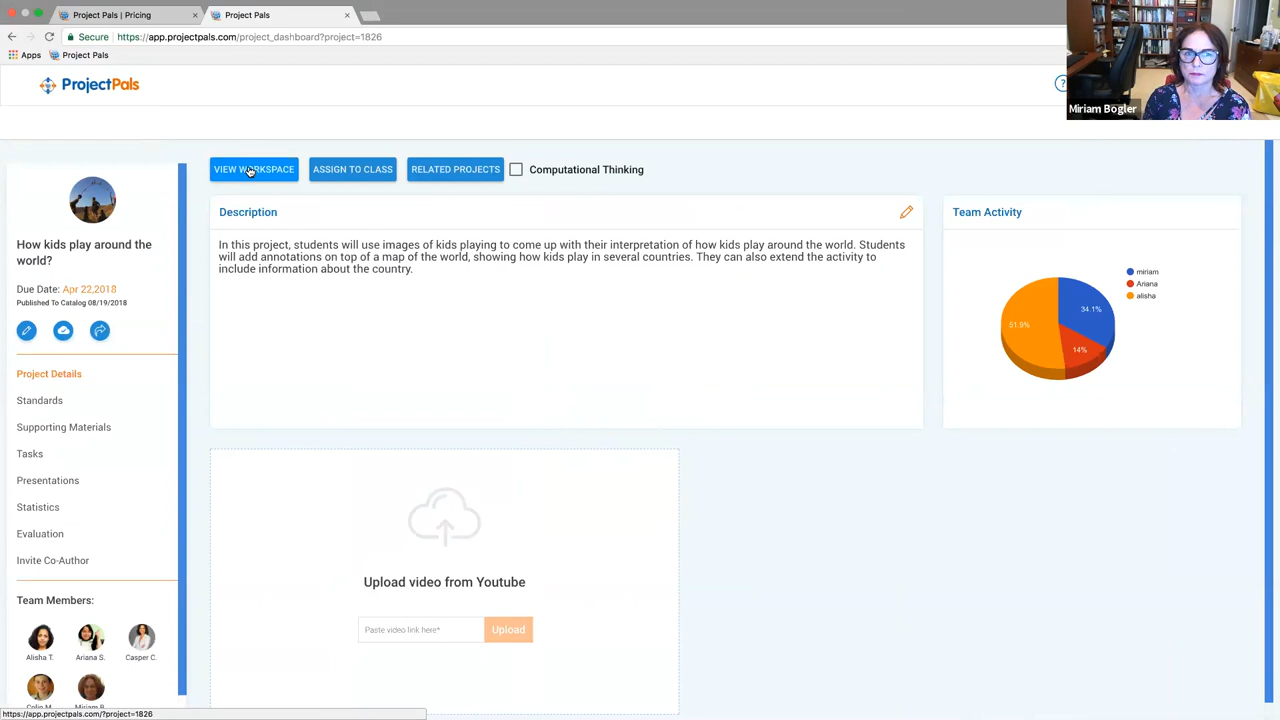 Project Pals | Pricing
Project Pals
Secure
https://app.projectpals.com/project_dashboard?project=1826
Apps
Project Pals
ProjectPals
?
Miriam Bogler
VIEW WORKSPACE
ASSIGN TO CLASS
RELATED PROJECTS
Computational Thinking
How kids play around the
world?
Due Date: Apr 22,2018
Published To Catalog 08/19/2018
Project Details
Standards
Supporting Materials
Tasks
Presentations
Statistics
Evaluation
Invite Co-Author
Team Members:
Alisha T.
Ariana S.
Casper C.
Colin M.
Miriam B.
Description
In this project, students will use images of kids playing to come up with their interpretation of how kids play around the world. Students
will add annotations on top of a map of the world, showing how kids play in several countries. They can also extend the activity to
include information about the country.
Team Activity
miriam
Ariana
alisha
34.1%
51.9%
14%
Upload video from Youtube
Paste video link here*
Upload
https://app.projectpals.com/?project=1826